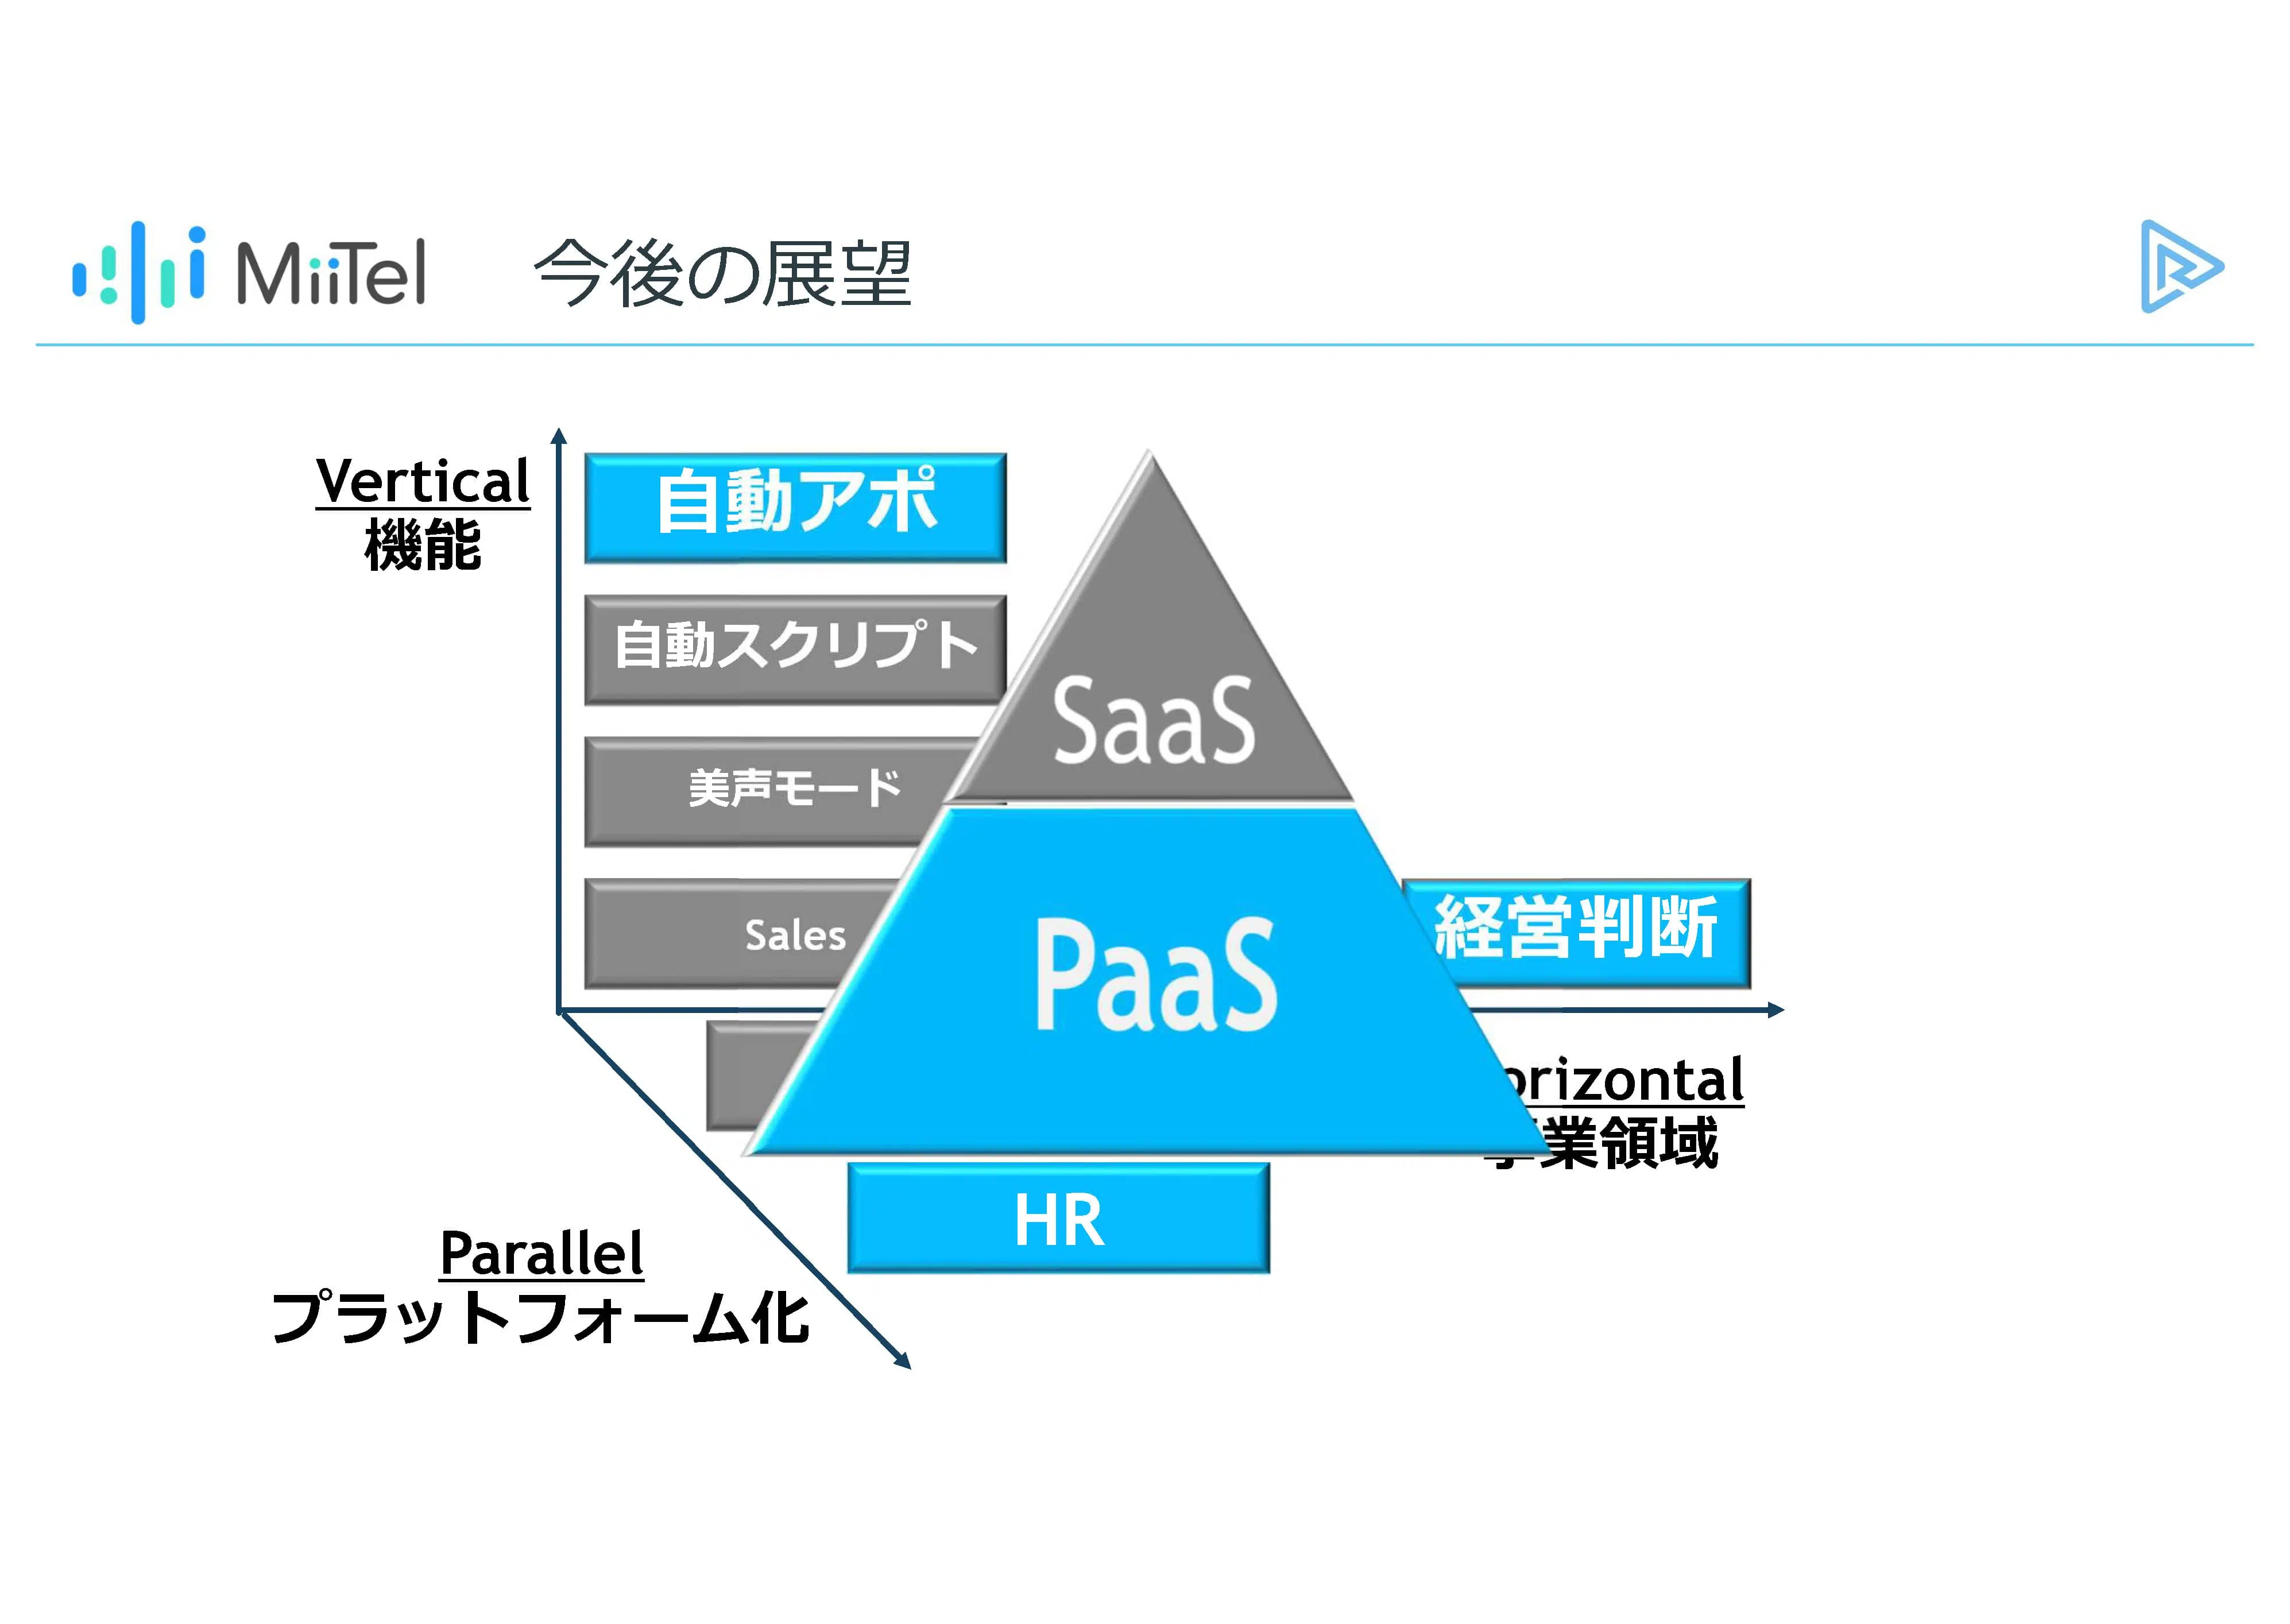 MiiTel 今後の展望
Vertical
機能
自動アポ
自動スクリプト
美声モード
Sales
SaaS
PaaS
経営判断
orizontal
業領域
HR
Parallel
プラットフォーム化